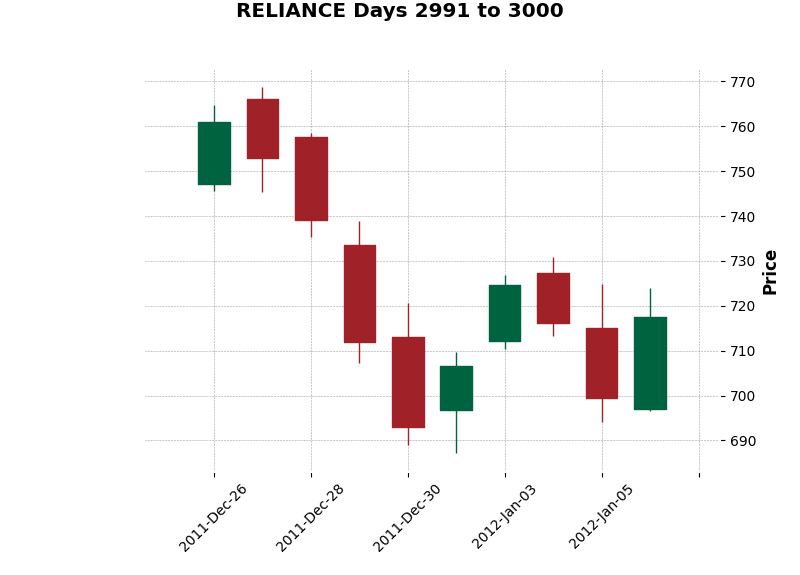 RELIANCE Days 2991 to 3000
770
760
750
740
730
720
710
700
690
Price
2011-Dec-26
2011-Dec-28
2011-Dec-30
2012-Jan-03
2012-Jan-05